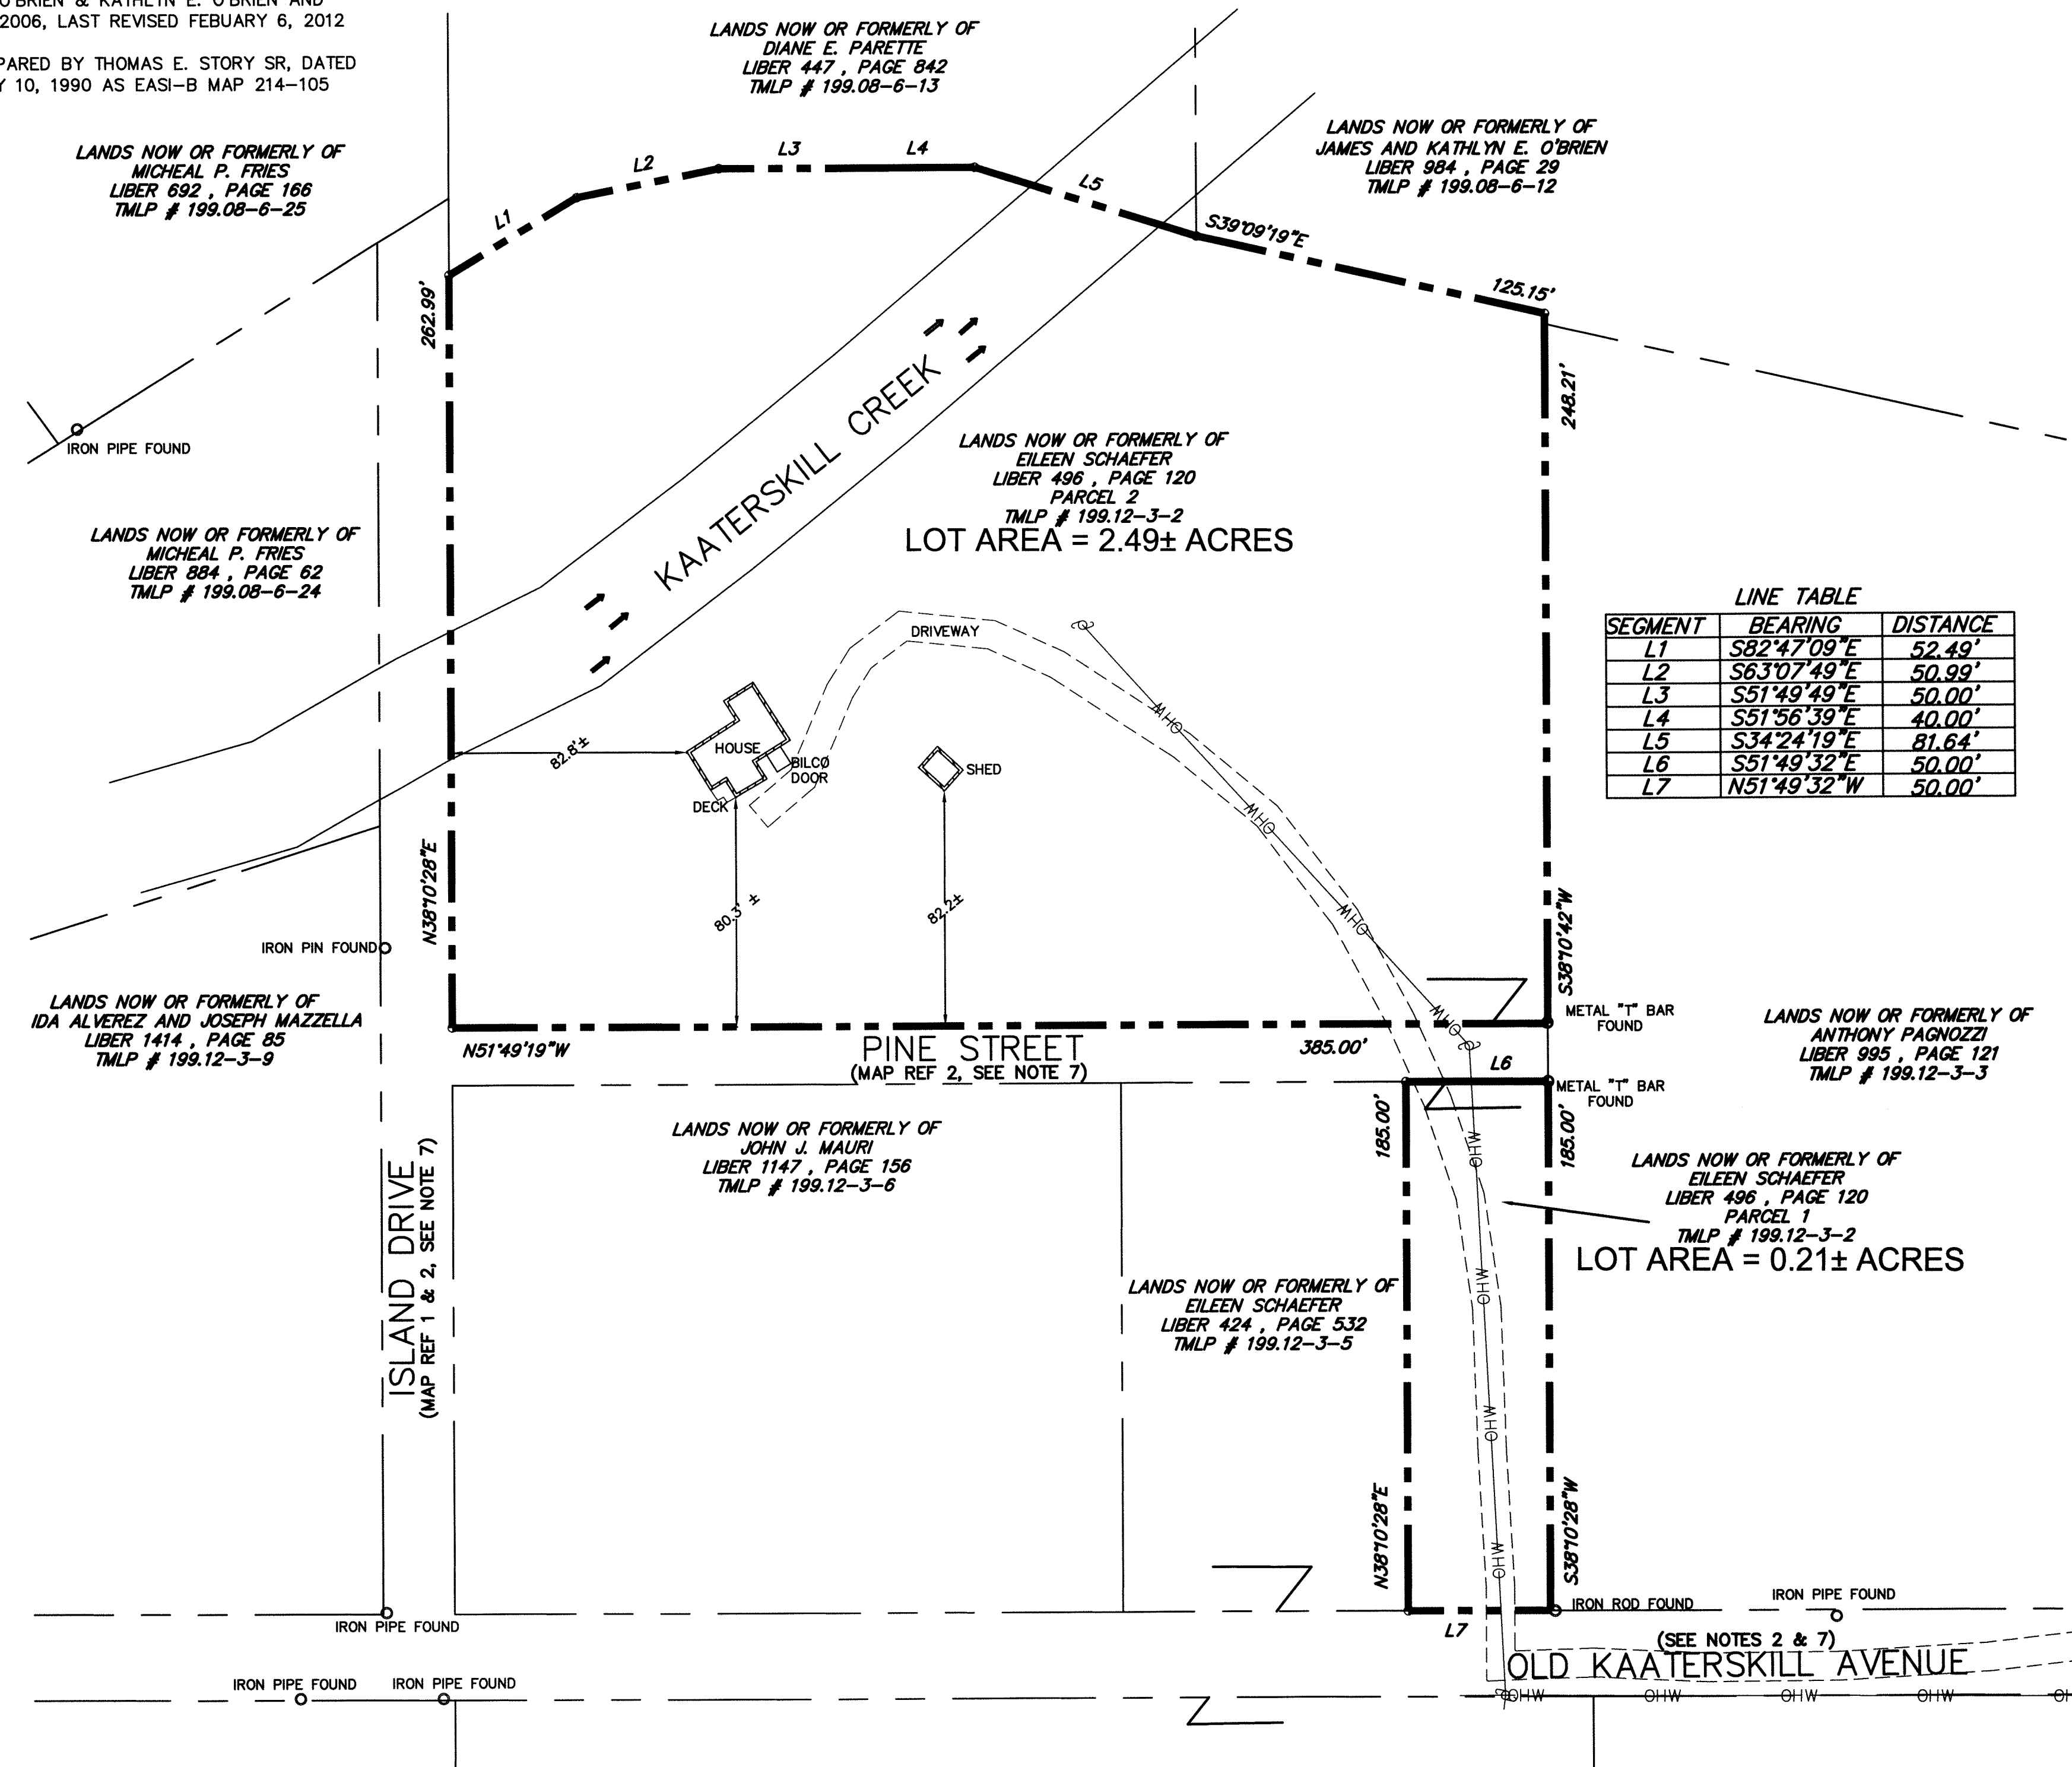 O'BRIEN & KATHLYN E. O'BRIEN AND
2006, LAST REVISED FEBUARY 6, 2012
PARED BY THOMAS E. STORY SR, DATED
Y 10, 1990 AS EASI-B MAP 214-105
LANDS NOW OR FORMERLY OF
DIANE E. PARETTE
LIBER 447 , PAGE 842
TMLP # 199.08-6-13
LANDS NOW OR FORMERLY OF
JAMES AND KATHLYN E. O'BRIEN
LIBER 984 , PAGE 29
TMLP # 199.08-6-12
LANDS NOW OR FORMERLY OF
MICHEAL P. FRIES
LIBER 692 , PAGE 166
TMLP # 199.08-6-25
L1
L2
L3
L4
L5
S39°09'19"E
125.15'
262.99'
248.21'
IRON PIPE FOUND
KAATERSKILL CREEK
LANDS NOW OR FORMERLY OF
EILEEN SCHAEFER
LIBER 496 , PAGE 120
PARCEL 2
TMLP # 199.12-3-2
LOT AREA = 2.49± ACRES
LANDS NOW OR FORMERLY OF
MICHEAL P. FRIES
LIBER 884 , PAGE 62
TMLP # 199.08-6-24
LINE TABLE
SEGMENT BEARING DISTANCE
L1 S82°47'09"E 52.49'
L2 S63°07'49"E 50.99'
L3 S51°49'49"E 50.00'
L4 S51°56'39"E 40.00'
L5 S34°24'19"E 81.64'
L6 S51°49'32"E 50.00'
L7 N51°49'32"W 50.00'
DRIVEWAY
HOUSE
BILCO
DOOR
DECK
SHED
82.8'±
80.3' ±
82.2±
OHW
OHW
OHW
OHW
N38°10'28"E
S38°10'42"W
IRON PIN FOUND
LANDS NOW OR FORMERLY OF
IDA ALVEREZ AND JOSEPH MAZZELLA
LIBER 1414 , PAGE 85
TMLP # 199.12-3-9
METAL "T" BAR
FOUND
LANDS NOW OR FORMERLY OF
ANTHONY PAGNOZZI
LIBER 995 , PAGE 121
TMLP # 199.12-3-3
N51°49'19"W
PINE STREET
(MAP REF 2, SEE NOTE 7)
385.00'
L6
METAL "T" BAR
FOUND
185.00'
185.00'
LANDS NOW OR FORMERLY OF
JOHN J. MAURI
LIBER 1147 , PAGE 156
TMLP # 199.12-3-6
ISLAND DRIVE
(MAP REF 1 & 2, SEE NOTE 7)
LANDS NOW OR FORMERLY OF
EILEEN SCHAEFER
LIBER 496 , PAGE 120
PARCEL 1
TMLP # 199.12-3-2
LOT AREA = 0.21± ACRES
LANDS NOW OR FORMERLY OF
EILEEN SCHAEFER
LIBER 424 , PAGE 532
TMLP # 199.12-3-5
OHW
OHW
OHW
OHW
N38°10'28"E
S38°10'28"W
IRON PIPE FOUND
L7
IRON ROD FOUND
IRON PIPE FOUND
(SEE NOTES 2 & 7)
OLD KAATERSKILL AVENUE
IRON PIPE FOUND
IRON PIPE FOUND
OHW
OHW
OHW
OHW